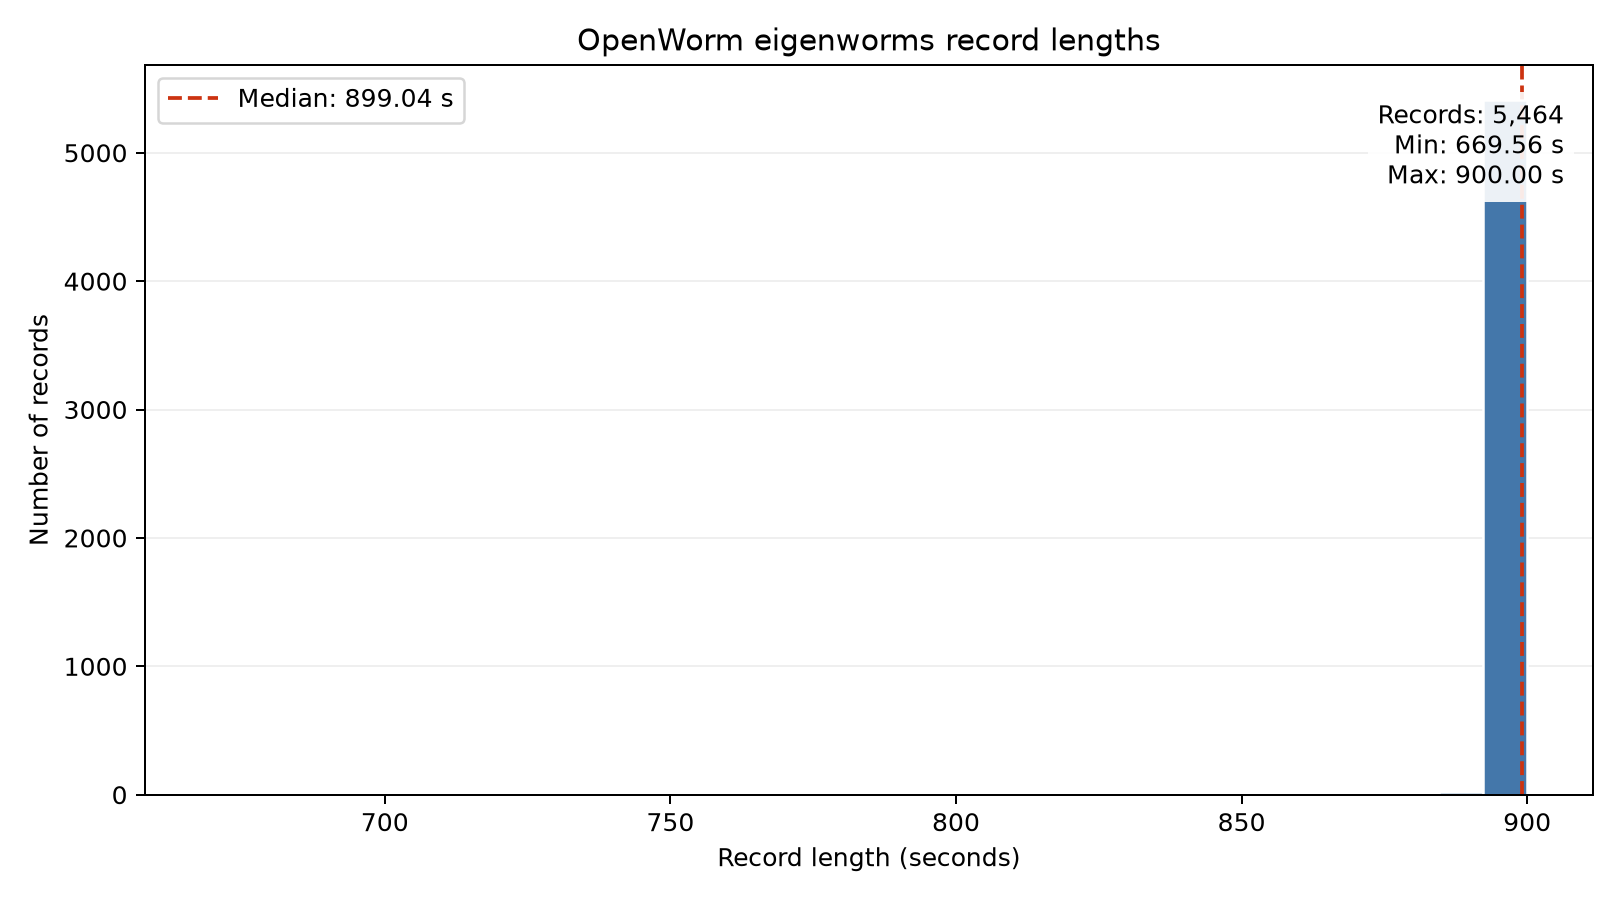 OpenWorm eigenworms record lengths
Median: 899.04 s
Records: 5,464
Min: 669.56 s
Max: 900.00 s
Number of records
5000
4000
3000
2000
1000
0
700 750 800 850 900
Record length (seconds)